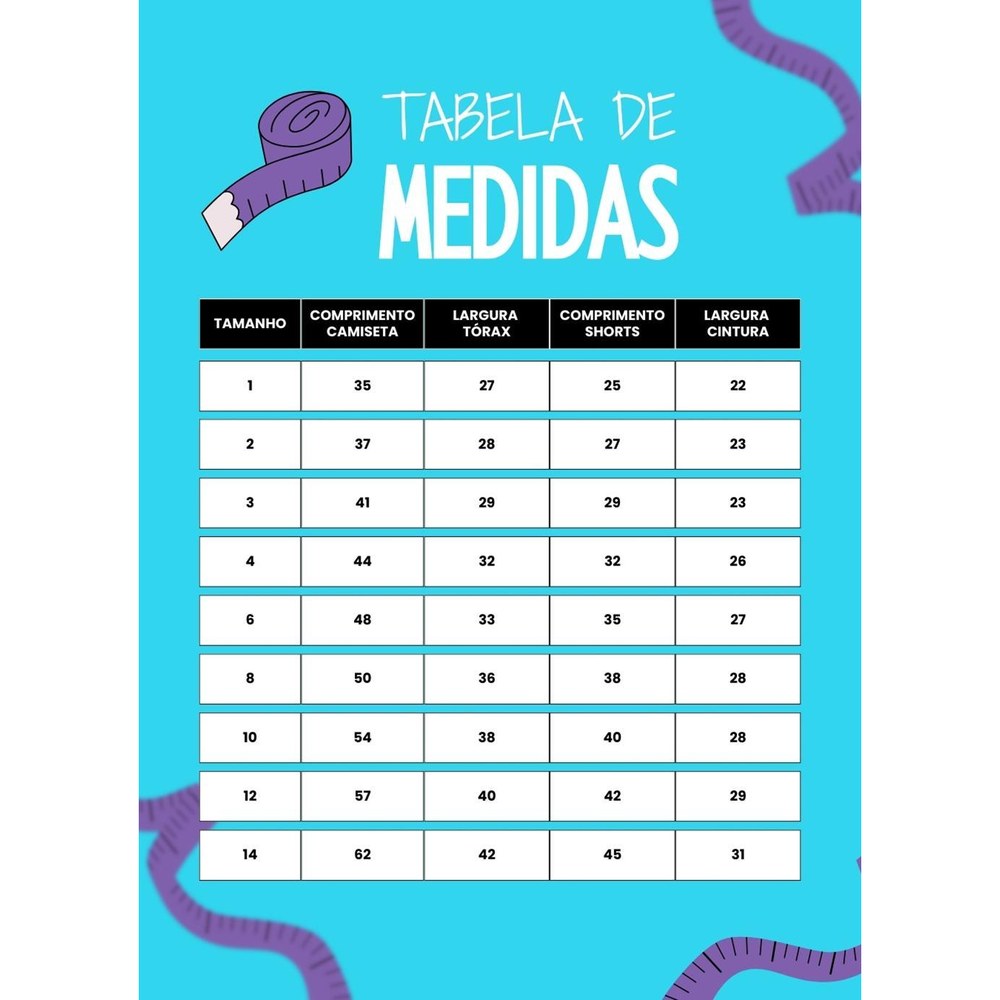 TABELA DE
MEDIDAS
TAMANHO COMPRIMENTO CAMISETA LARGURA TÓRAX COMPRIMENTO SHORTS LARGURA CINTURA
1 35 27 25 22
2 37 28 27 23
3 41 29 29 23
4 44 32 32 26
6 48 33 35 27
8 50 36 38 28
10 54 38 40 28
12 57 40 42 29
14 62 42 45 31